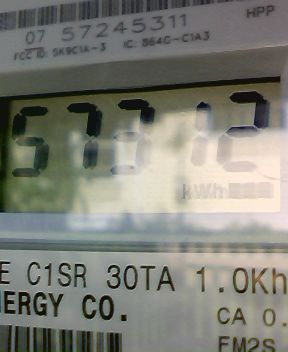 HPP
07 57245311
FCC ID: SK9C1A-3 IC: 864G-C1A3
57312
kWh
E C1SR 30TA 1.0Kh
NERGY CO.
CA 0.
FM2S